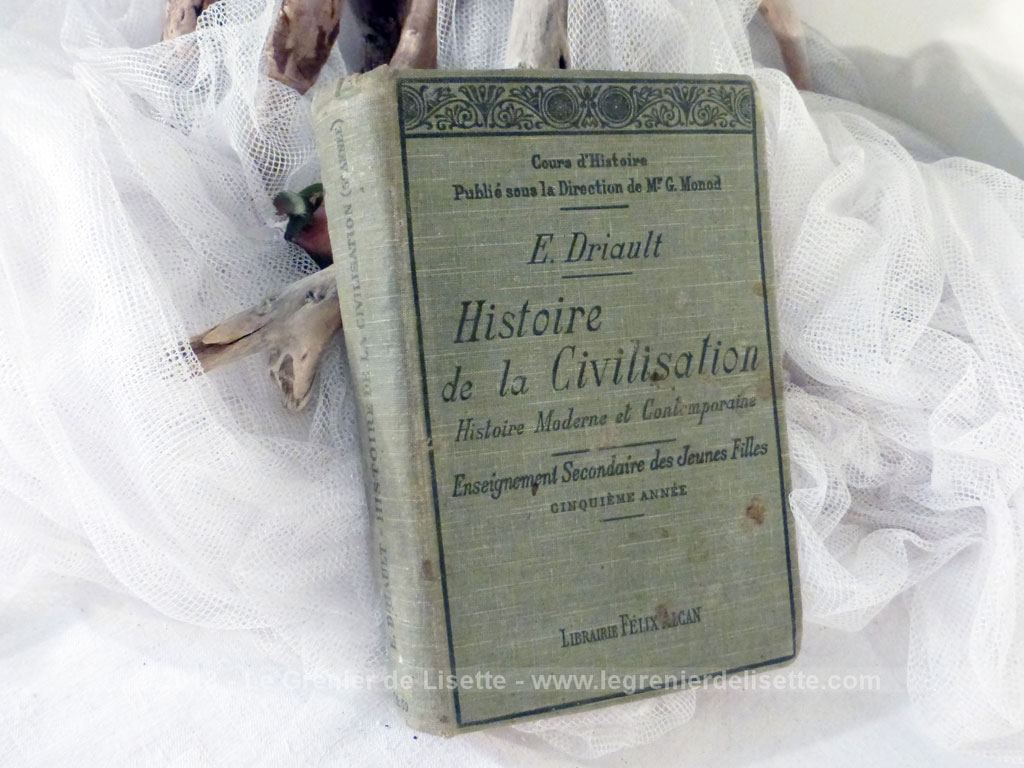 Cours d'Histoire
Publié sous la Direction de Mr G. Monod
E. Driault
Histoire
de la Civilisation
Histoire Moderne et Contemporaine
Enseignement Secondaire des Jeunes Filles
CINQUIÈME ANNÉE
LIBRAIRIE FÉLIX ALCAN
E. DRIAULT - HISTOIRE DE LA CIVILISATION
Le Grenier de Lisette - www.legrenierdelisette.com